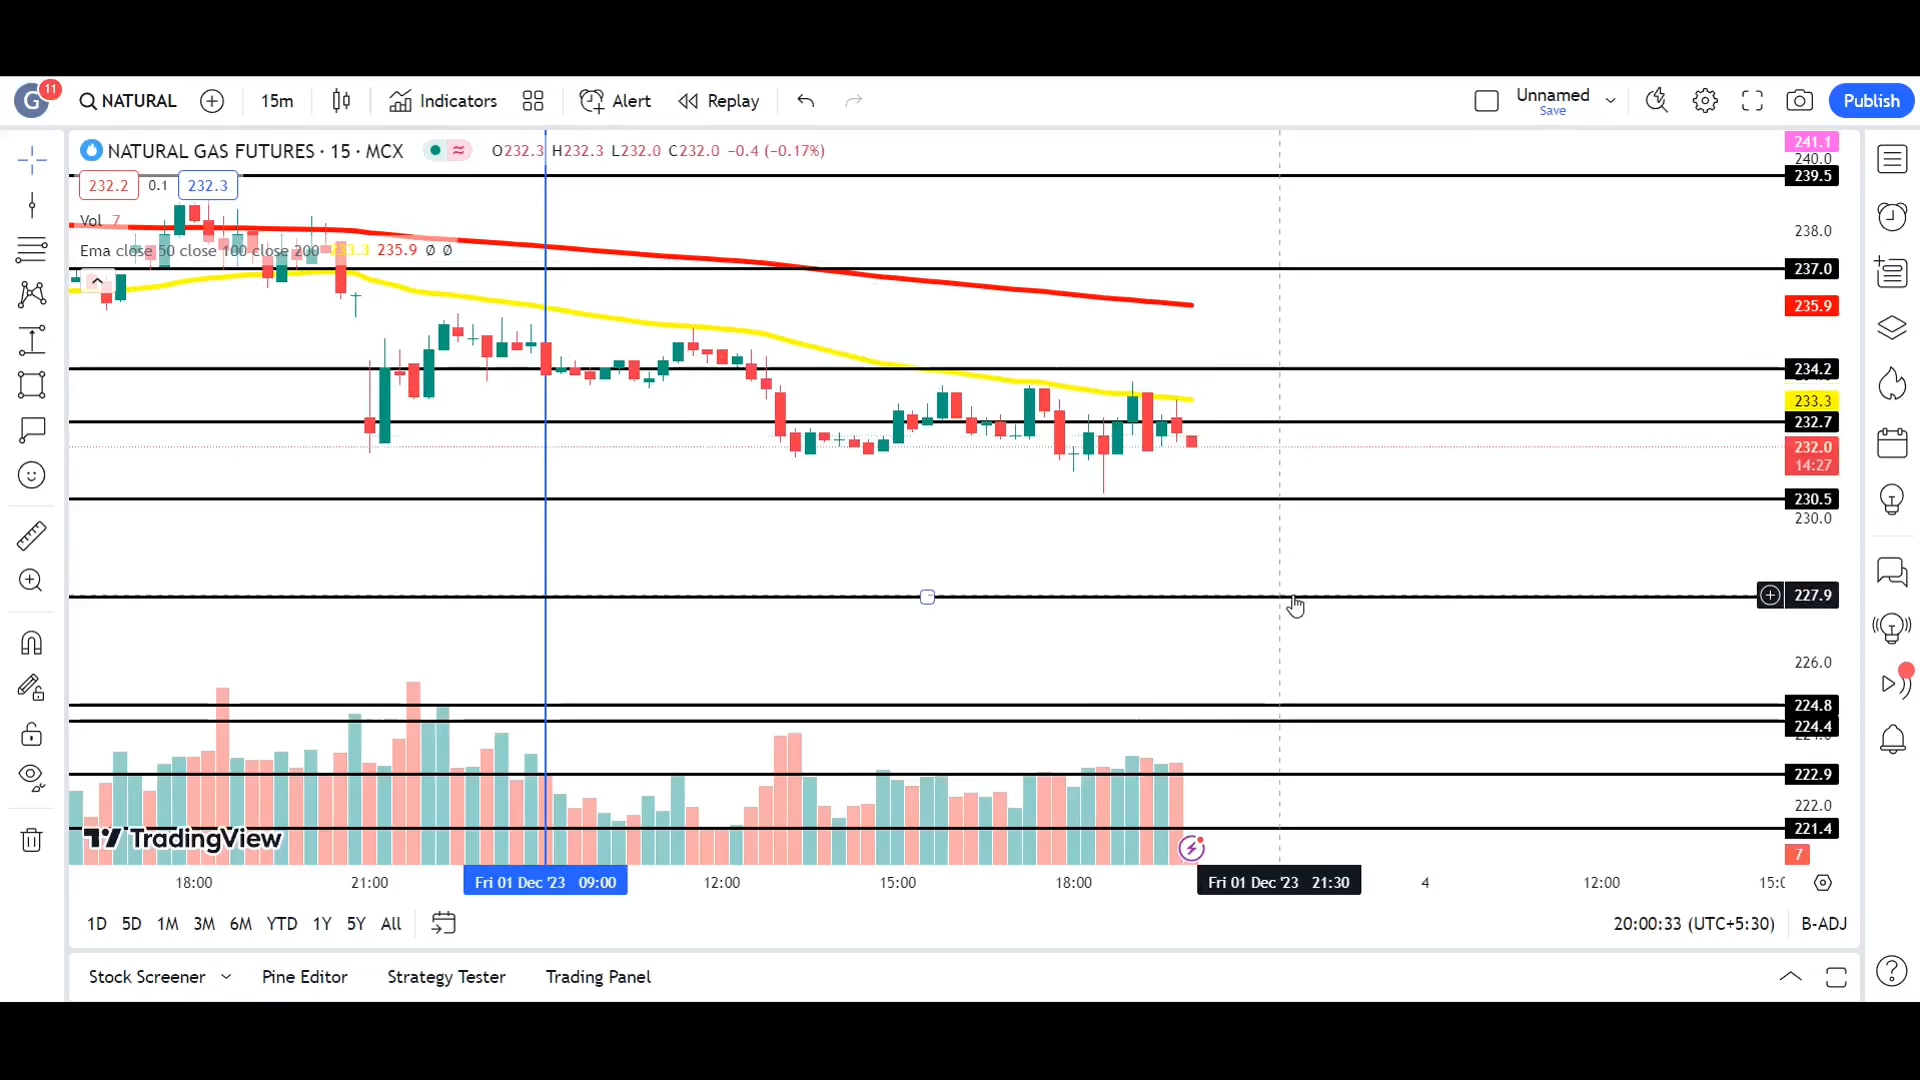 G 11 NATURAL 15m Indicators Alert Replay Unnamed Save Publish
NATURAL GAS FUTURES · 15 · MCX O232.3 H232.3 L232.0 C232.0 −0.4 (−0.17%)
232.2 0.1 232.3
Vol 7
Ema close 50 close 100 close 200 233.3 235.9 Ø Ø
241.1
240.0
239.5
238.0
237.0
235.9
234.2
233.3
232.7
232.0
14:27
230.5
230.0
227.9
226.0
224.8
224.4
222.9
222.0
221.4
7
TradingView
18:00 21:00 Fri 01 Dec '23 09:00 12:00 15:00 18:00 Fri 01 Dec '23 21:30 4 12:00
1D 5D 1M 3M 6M YTD 1Y 5Y All 20:00:33 (UTC+5:30) B-ADJ
Stock Screener Pine Editor Strategy Tester Trading Panel